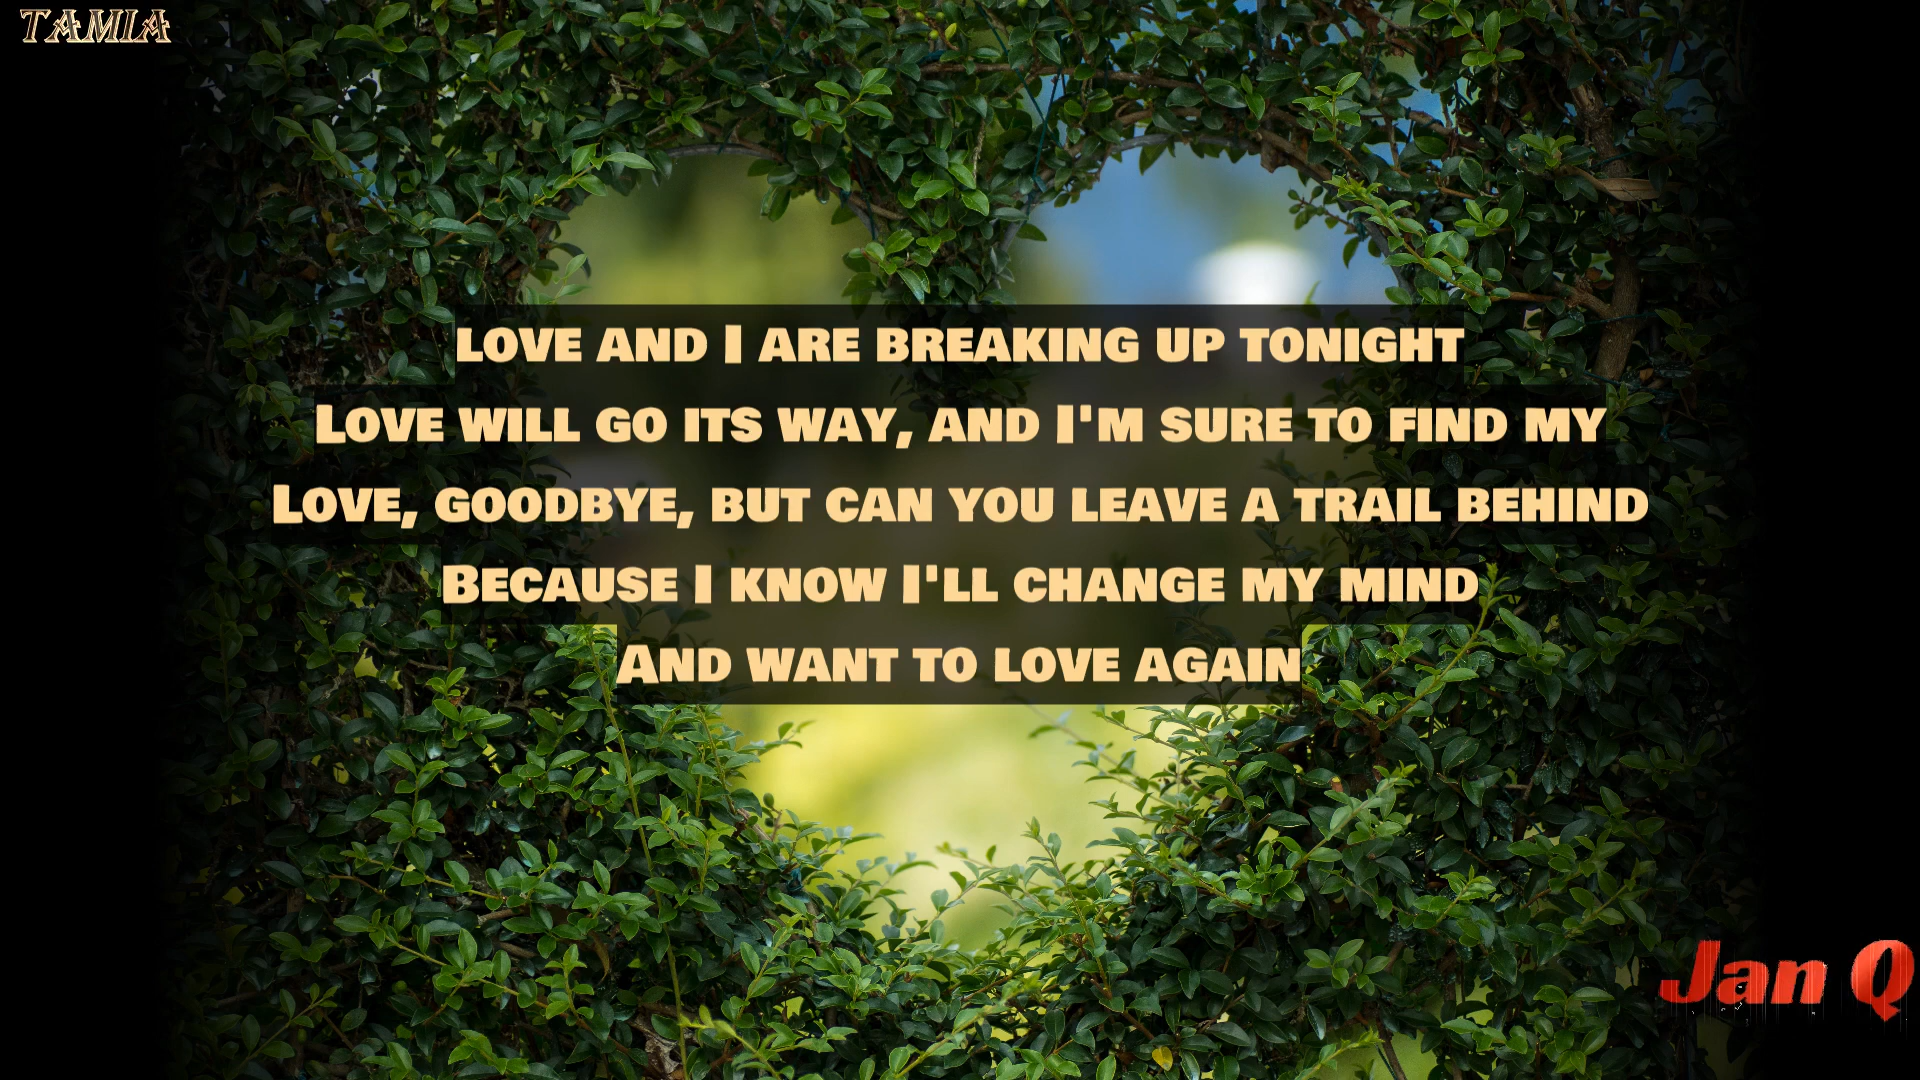 TAMIA
love and I are breaking up tonight
Love will go its way, and I'm sure to find my
Love, goodbye, but can you leave a trail behind
Because I know I'll change my mind
And want to love again
Jan Q